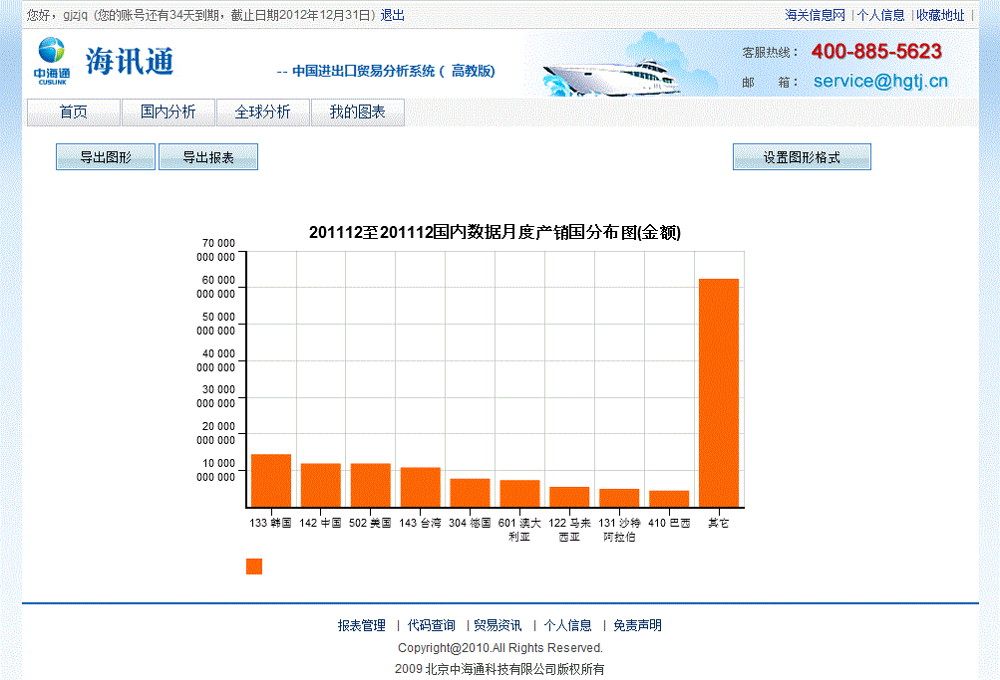 您好，gjzjq (您的账号还有34天到期，截止日期2012年12月31日) 退出
海关信息网 | 个人信息 | 收藏地址 |
中海通
CUSLINK
海讯通
-- 中国进出口贸易分析系统（ 高教版)
客服热线： 400-885-5623
邮 箱： service@hgtj.cn
首页 国内分析 全球分析 我的图表
导出图形 导出报表 设置图形格式
201112至201112国内数据月度产销国分布图(金额)
70 000
000 000
60 000
000 000
50 000
000 000
40 000
000 000
30 000
000 000
20 000
000 000
10 000
000 000
133 韩国 142 中国 502 美国 143 台湾 304 德国 601 澳大利亚 122 马来西亚 131 沙特阿拉伯 410 巴西 其它
报表管理 | 代码查询 | 贸易资讯 | 个人信息 | 免责声明
Copyright@2010.All Rights Reserved.
2009 北京中海通科技有限公司版权所有